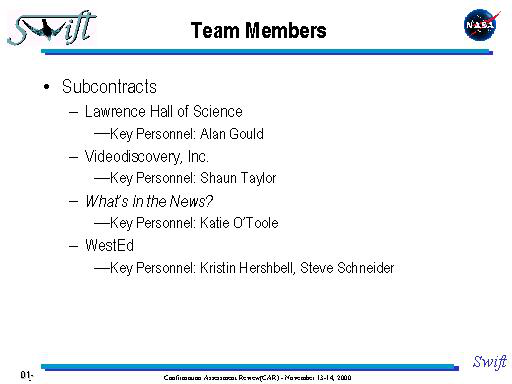 Swift
Team Members
NASA
• Subcontracts
– Lawrence Hall of Science
—Key Personnel: Alan Gould
– Videodiscovery, Inc.
—Key Personnel: Shaun Taylor
– What's in the News?
—Key Personnel: Katie O'Toole
– WestEd
—Key Personnel: Kristin Hershbell, Steve Schneider
Swift
01-
Confirmation Assessment Review(CAR) - November 13-14, 2000